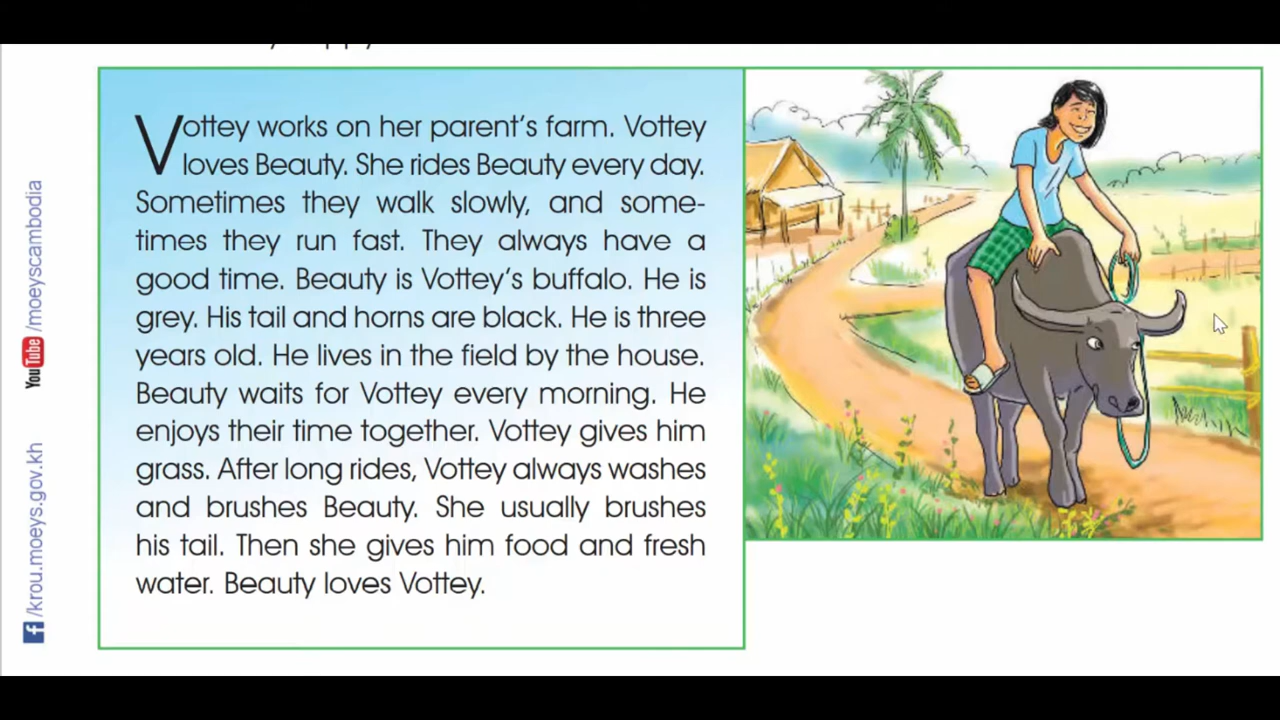 Vottey works on her parent's farm. Vottey
loves Beauty. She rides Beauty every day.
Sometimes they walk slowly, and some-
times they run fast. They always have a
good time. Beauty is Vottey's buffalo. He is
grey. His tail and horns are black. He is three
years old. He lives in the field by the house.
Beauty waits for Vottey every morning. He
enjoys their time together. Vottey gives him
grass. After long rides, Vottey always washes
and brushes Beauty. She usually brushes
his tail. Then she gives him food and fresh
water. Beauty loves Vottey.
YouTube /moeyscambodia
f /krou.moeys.gov.kh